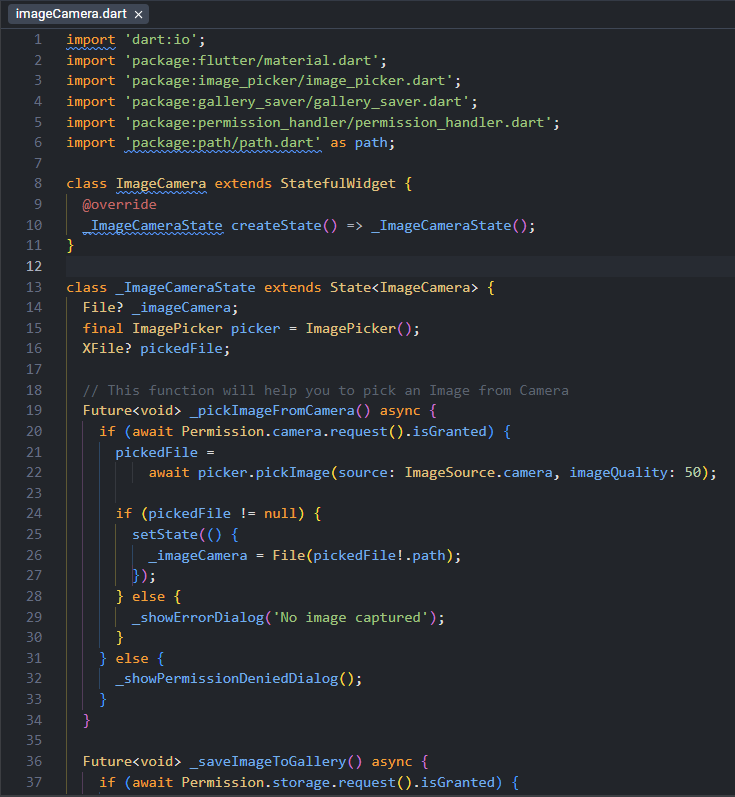 imageCamera.dart ×
1 import 'dart:io';
2 import 'package:flutter/material.dart';
3 import 'package:image_picker/image_picker.dart';
4 import 'package:gallery_saver/gallery_saver.dart';
5 import 'package:permission_handler/permission_handler.dart';
6 import 'package:path/path.dart' as path;
7
8 class ImageCamera extends StatefulWidget {
9   @override
10   _ImageCameraState createState() => _ImageCameraState();
11 }
12
13 class _ImageCameraState extends State<ImageCamera> {
14   File? _imageCamera;
15   final ImagePicker picker = ImagePicker();
16   XFile? pickedFile;
17
18   // This function will help you to pick an Image from Camera
19   Future<void> _pickImageFromCamera() async {
20     if (await Permission.camera.request().isGranted) {
21       pickedFile =
22           await picker.pickImage(source: ImageSource.camera, imageQuality: 50);
23
24       if (pickedFile != null) {
25         setState(() {
26           _imageCamera = File(pickedFile!.path);
27         });
28       } else {
29         _showErrorDialog('No image captured');
30       }
31     } else {
32       _showPermissionDeniedDialog();
33     }
34   }
35
36   Future<void> _saveImageToGallery() async {
37     if (await Permission.storage.request().isGranted) {